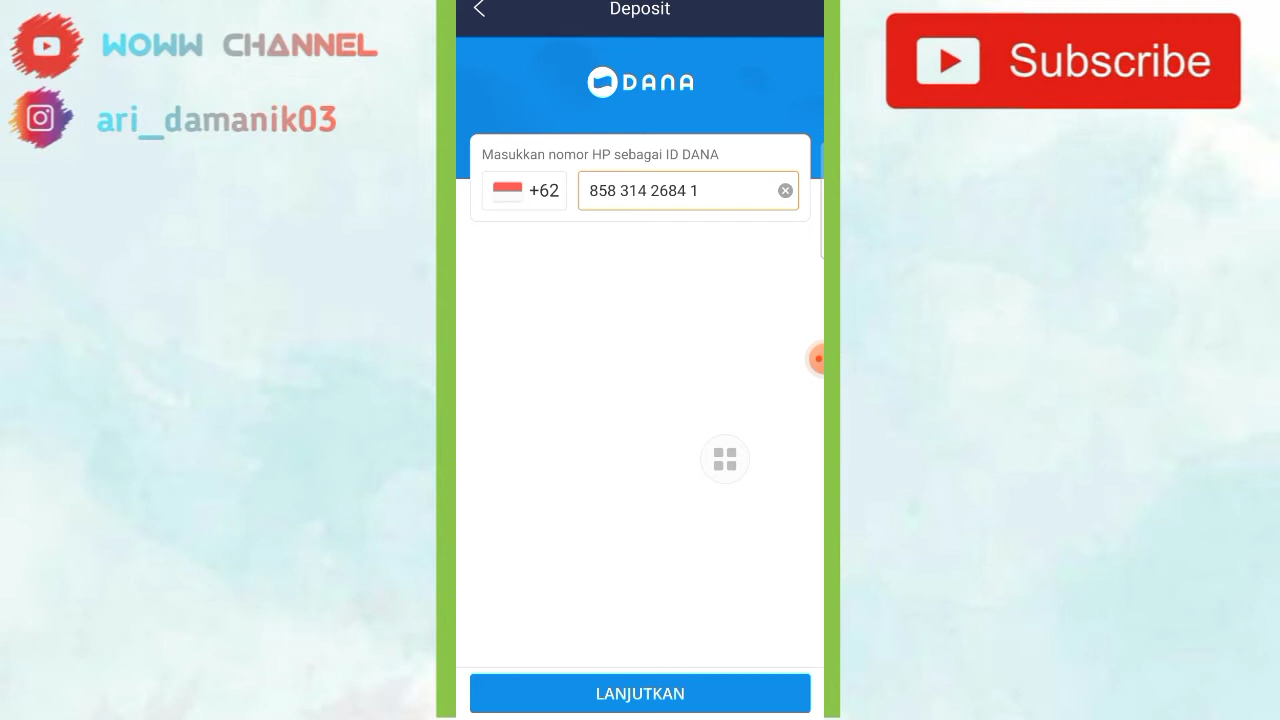 WOWW CHANNEL
ari_damanik03
Deposit
DANA
Masukkan nomor HP sebagai ID DANA
+62
858 314 2684 1
LANJUTKAN
Subscribe